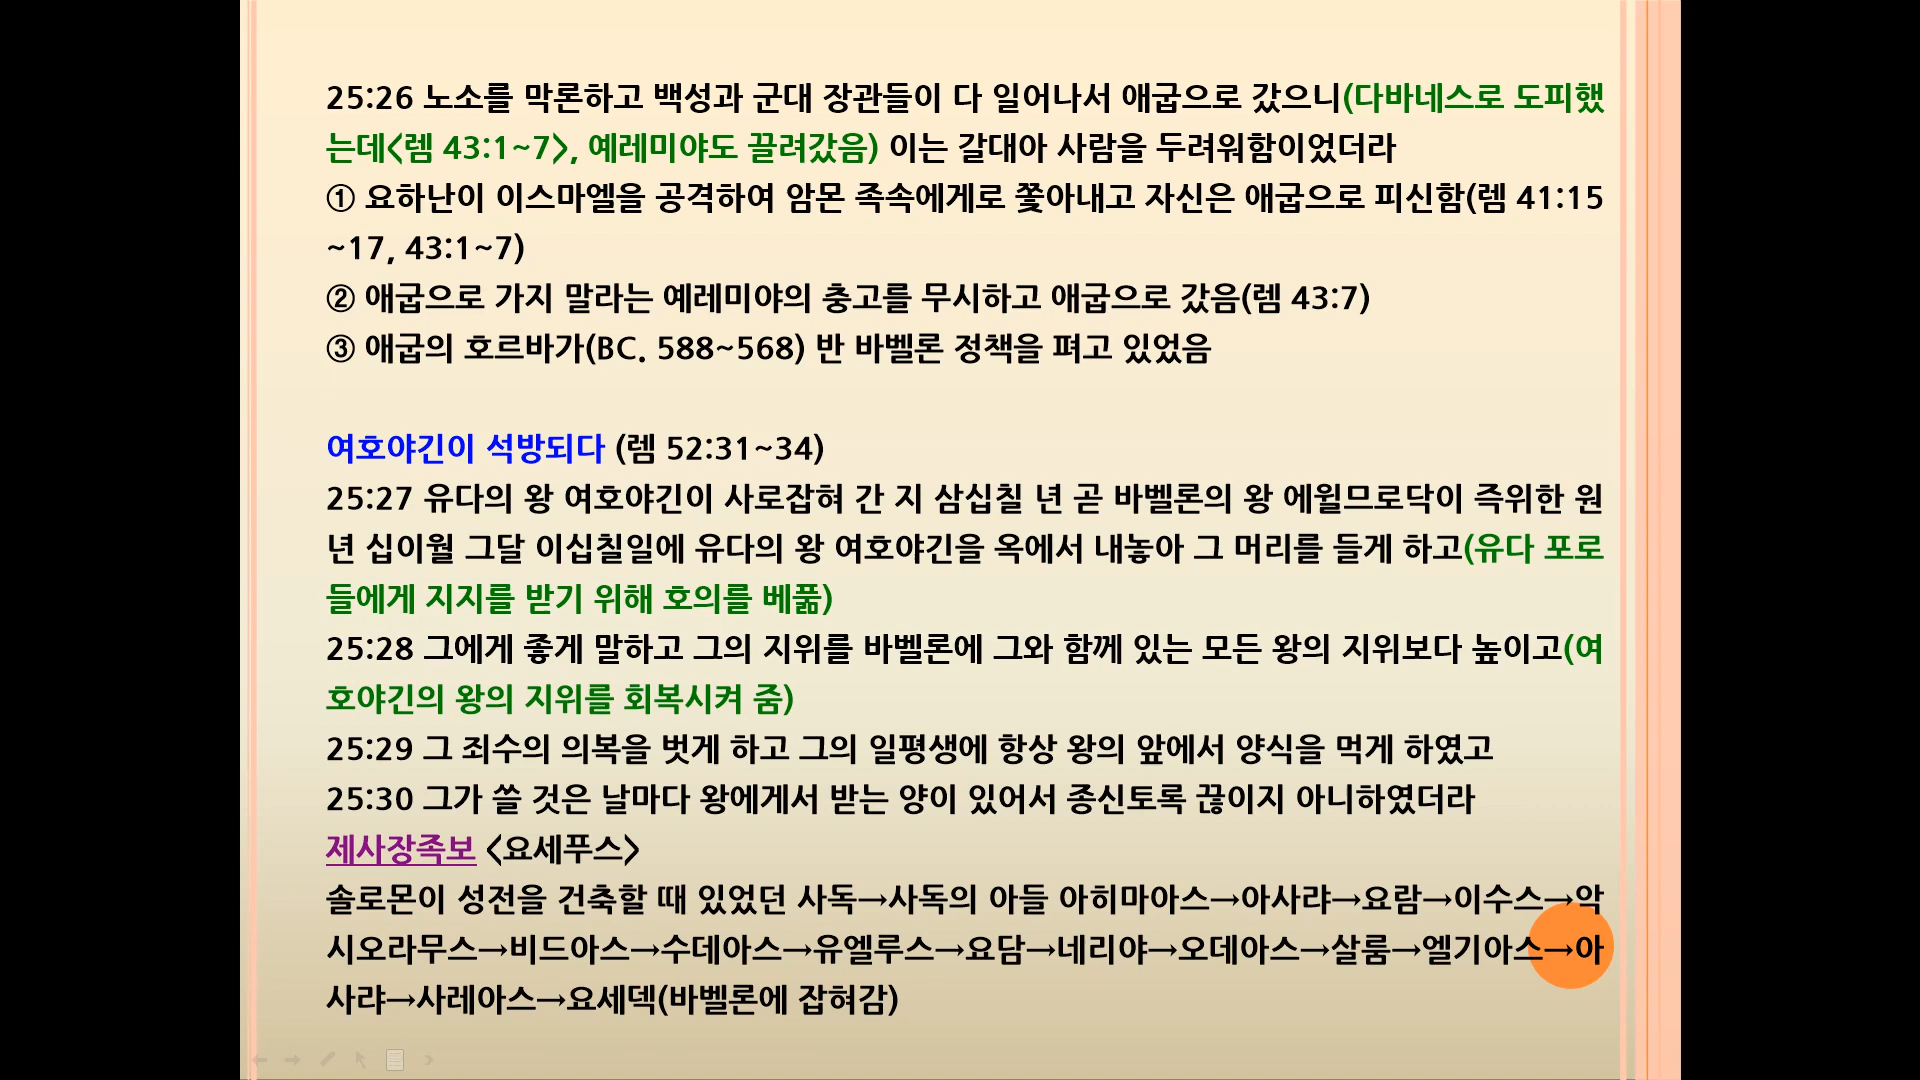 25:26 노소를 막론하고 백성과 군대 장관들이 다 일어나서 애굽으로 갔으니(다바네스로 도피했
는데<렘 43:1~7>, 예레미야도 끌려갔음) 이는 갈대아 사람을 두려워함이었더라
① 요하난이 이스마엘을 공격하여 암몬 족속에게로 쫓아내고 자신은 애굽으로 피신함(렘 41:15
~17, 43:1~7)
② 애굽으로 가지 말라는 예레미야의 충고를 무시하고 애굽으로 갔음(렘 43:7)
③ 애굽의 호르바가(BC. 588~568) 반 바벨론 정책을 펴고 있었음
여호야긴이 석방되다 (렘 52:31~34)
25:27 유다의 왕 여호야긴이 사로잡혀 간 지 삼십칠 년 곧 바벨론의 왕 에윌므로닥이 즉위한 원
년 십이월 그달 이십칠일에 유다의 왕 여호야긴을 옥에서 내놓아 그 머리를 들게 하고(유다 포로
들에게 지지를 받기 위해 호의를 베풂)
25:28 그에게 좋게 말하고 그의 지위를 바벨론에 그와 함께 있는 모든 왕의 지위보다 높이고(여
호야긴의 왕의 지위를 회복시켜 줌)
25:29 그 죄수의 의복을 벗게 하고 그의 일평생에 항상 왕의 앞에서 양식을 먹게 하였고
25:30 그가 쓸 것은 날마다 왕에게서 받는 양이 있어서 종신토록 끊이지 아니하였더라
제사장족보 <요세푸스>
솔로몬이 성전을 건축할 때 있었던 사독→사독의 아들 아히마아스→아사랴→요람→이수스→악
시오라무스→비드아스→수데아스→유엘루스→요담→네리야→오데아스→살룸→엘기아스→아
사랴→사레아스→요세덱(바벨론에 잡혀감)